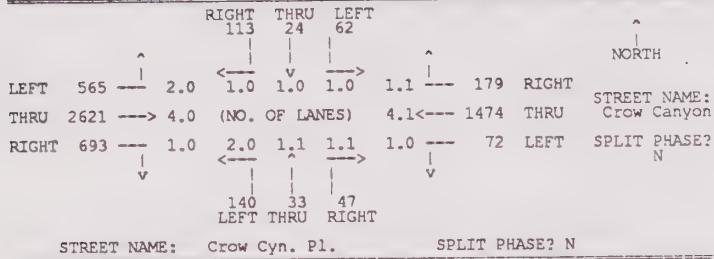 RIGHT THRU LEFT
113 24 62
^
NORTH
LEFT 565 --- 2.0 <--- 1.0 v 1.0 ---> 1.0 1.1 --- 179 RIGHT
STREET NAME:
THRU 2621 ---> 4.0 (NO. OF LANES) 4.1<--- 1474 THRU Crow Canyon
RIGHT 693 --- 1.0 2.0 1.1 1.1 1.0 --- 72 LEFT SPLIT PHASE?
<--- ^ ---> N
v v
140 33 47
LEFT THRU RIGHT
STREET NAME: Crow Cyn. Pl. SPLIT PHASE? N